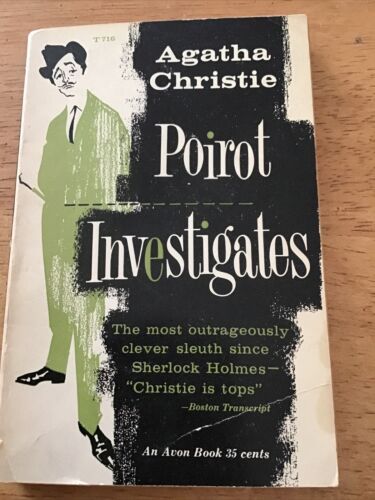 T 716
Agatha
Christie
Poirot
Investigates
The most outrageously
clever sleuth since
Sherlock Holmes—
"Christie is tops"
—Boston Transcript
An Avon Book 35 cents